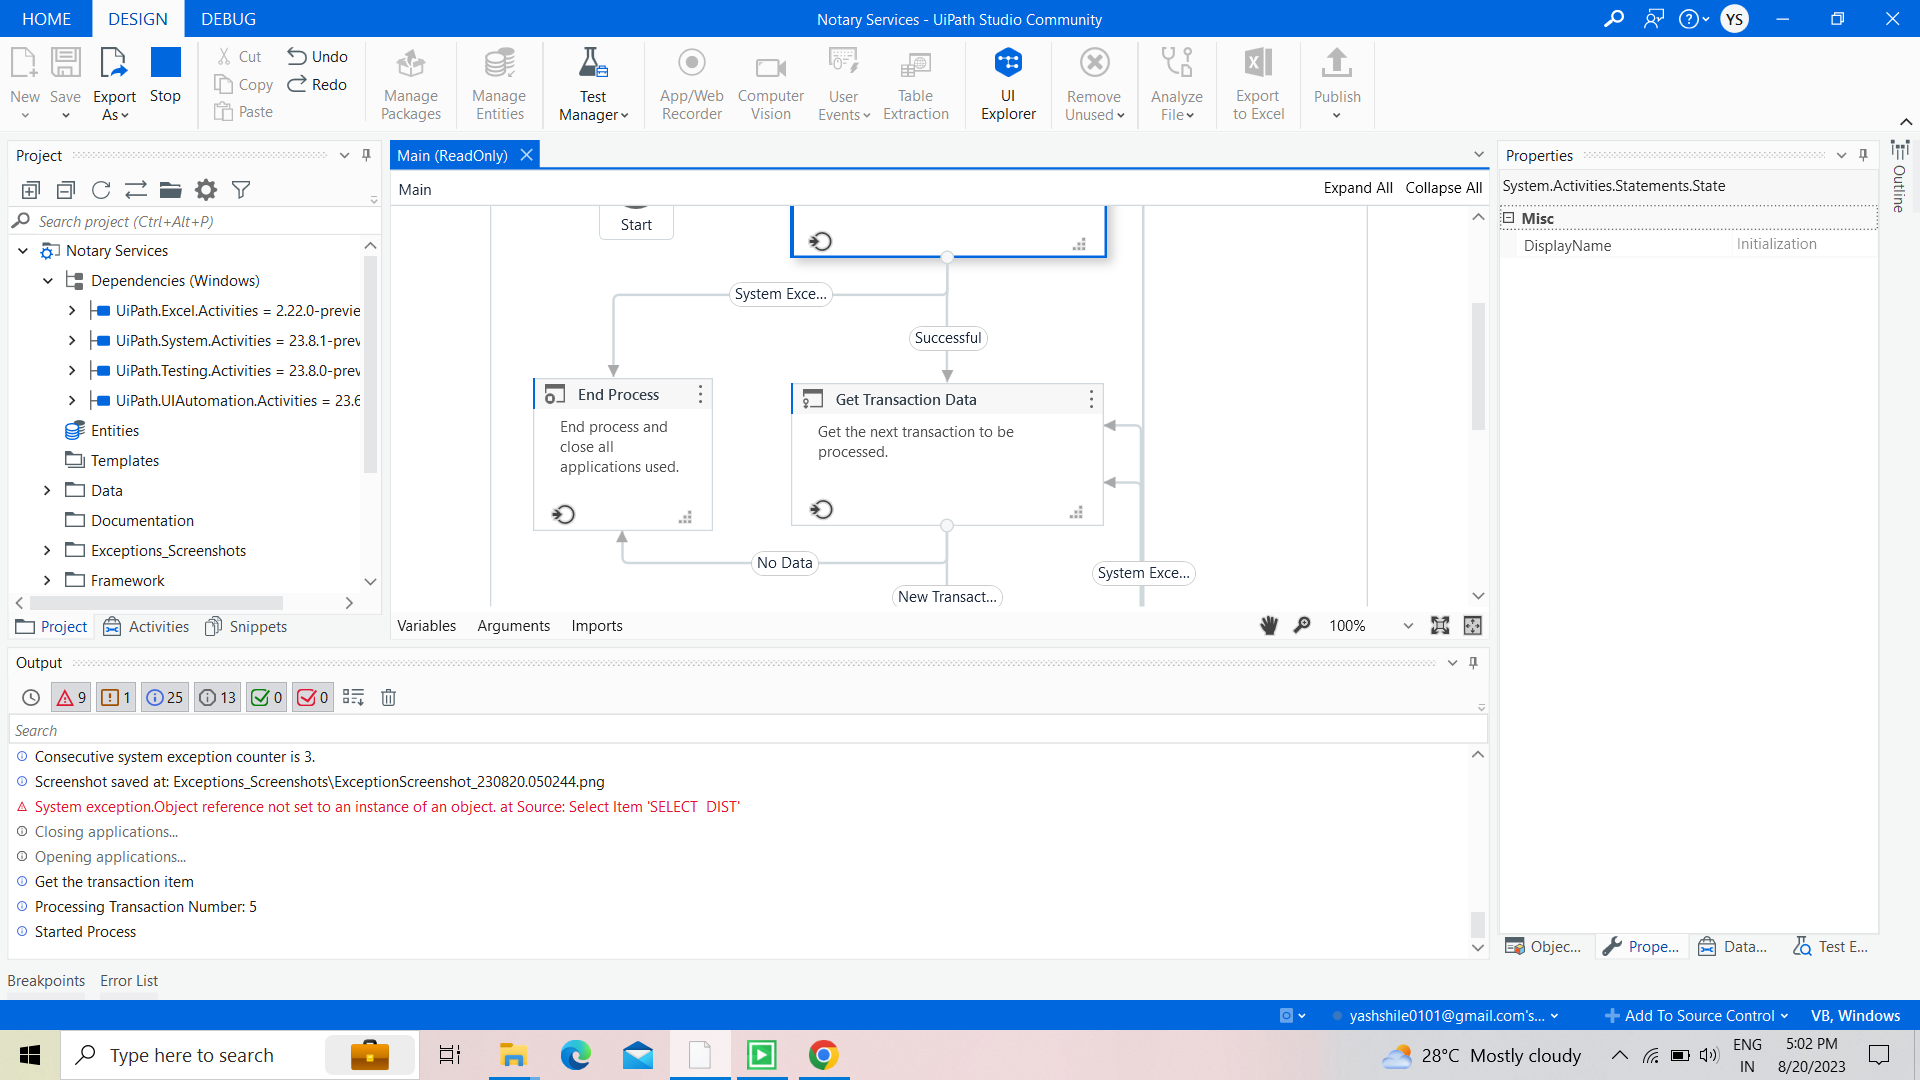 HOME DESIGN DEBUG Notary Services - UiPath Studio Community YS
New Save Export As Stop
Cut Copy Paste Undo Redo
Manage Packages Manage Entities Test Manager App/Web Recorder Computer Vision User Events Table Extraction UI Explorer Remove Unused Analyze File Export to Excel Publish
Project
Search project (Ctrl+Alt+P)
Notary Services
Dependencies (Windows)
UiPath.Excel.Activities = 2.22.0-previe
UiPath.System.Activities = 23.8.1-prev
UiPath.Testing.Activities = 23.8.0-prev
UiPath.UIAutomation.Activities = 23.6
Entities
Templates
Data
Documentation
Exceptions_Screenshots
Framework
Project Activities Snippets
Main (ReadOnly)
Main Expand All Collapse All
Start
System Exce...
Successful
End Process
End process and
close all
applications used.
Get Transaction Data
Get the next transaction to be
processed.
No Data
System Exce...
New Transact...
Variables Arguments Imports 100%
Properties
System.Activities.Statements.State
Misc
DisplayName Initialization
Outline
Objec... Prope... Data... Test E...
Output
9 1 25 13 0 0
Search
Consecutive system exception counter is 3.
Screenshot saved at: Exceptions_Screenshots\ExceptionScreenshot_230820.050244.png
System exception.Object reference not set to an instance of an object. at Source: Select Item 'SELECT  DIST'
Closing applications...
Opening applications...
Get the transaction item
Processing Transaction Number: 5
Started Process
Breakpoints Error List
yashshile0101@gmail.com's... Add To Source Control VB, Windows
Type here to search 28°C Mostly cloudy ENG IN 5:02 PM 8/20/2023